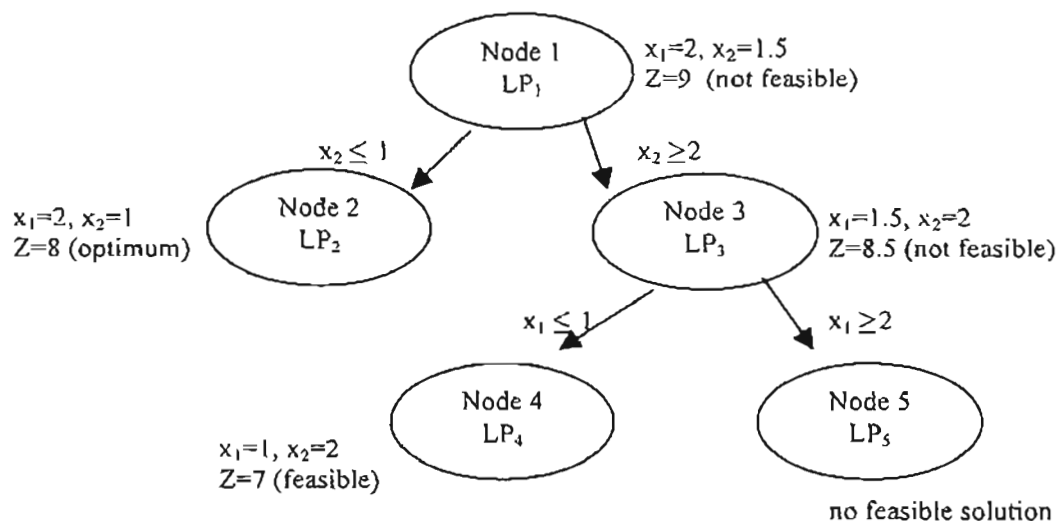 Node 1
LP₁
x₁=2, x₂=1.5
Z=9 (not feasible)
x₂ ≤ 1
x₂ ≥2
Node 2
LP₂
x₁=2, x₂=1
Z=8 (optimum)
Node 3
LP₃
x₁=1.5, x₂=2
Z=8.5 (not feasible)
x₁ ≤ 1
x₁ ≥2
Node 4
LP₄
x₁=1, x₂=2
Z=7 (feasible)
Node 5
LP₅
no feasible solution